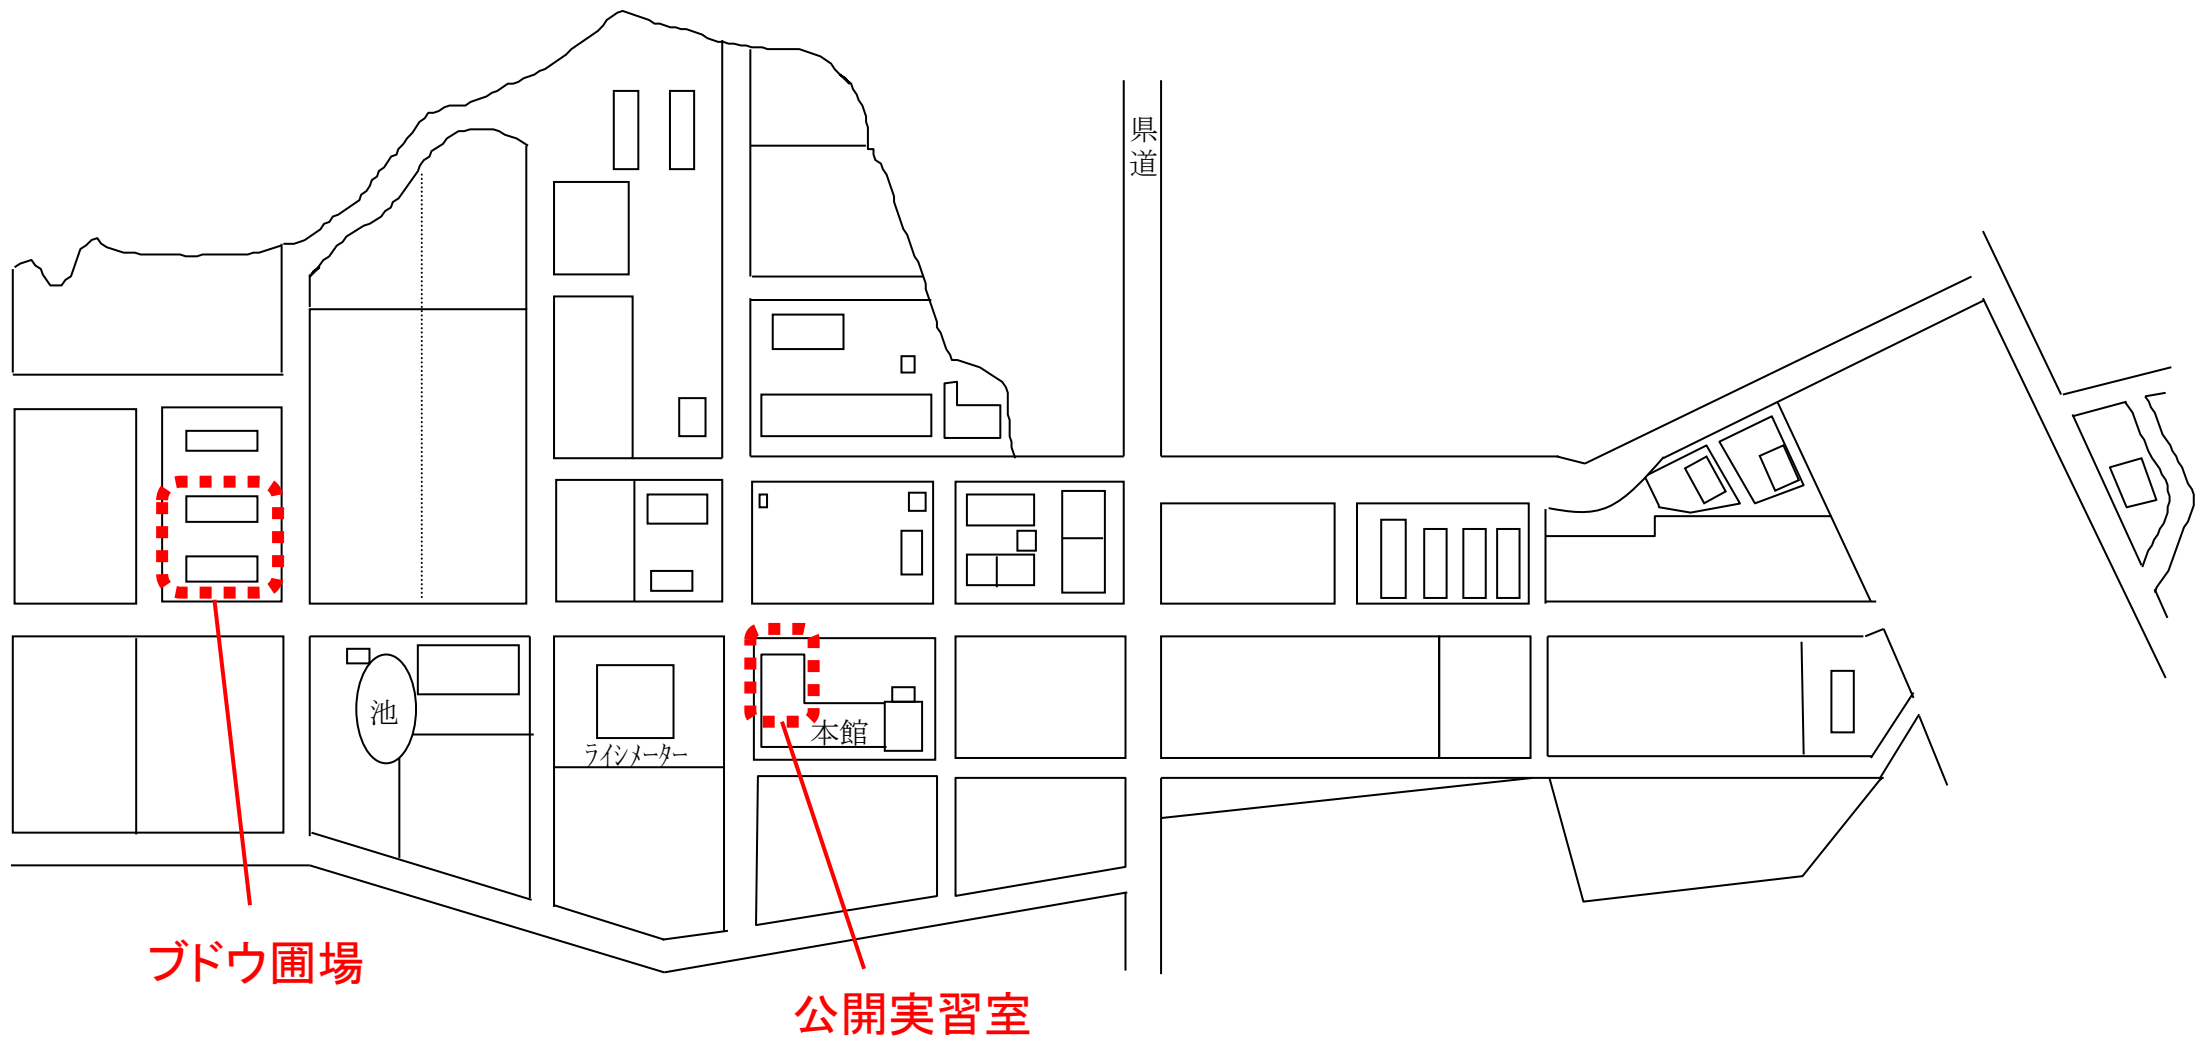 県道
池
ライシメーター
本館
ブドウ圃場
公開実習室